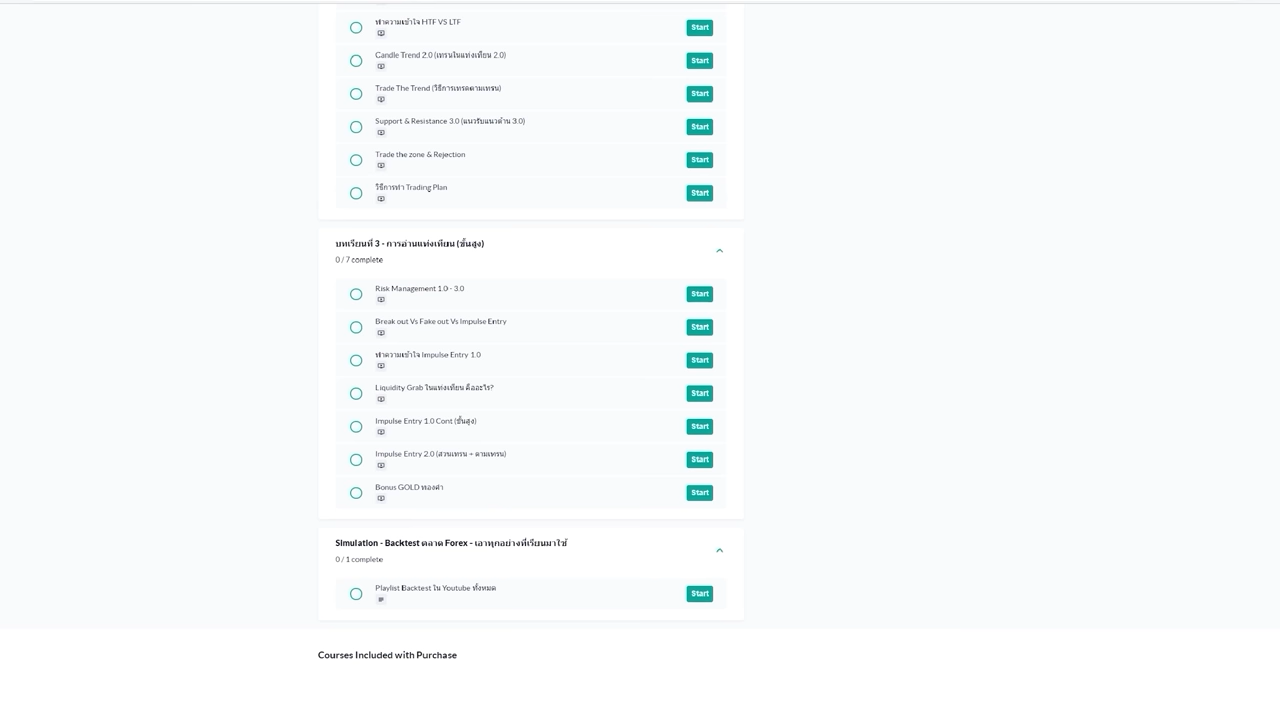 ทำความเข้าใจ HTF VS LTF
Start
Candle Trend 2.0 (เทรนในแท่งเทียน 2.0)
Start
Trade The Trend (วิธีการเทรดตามเทรน)
Start
Support & Resistance 3.0 (แนวรับแนวต้าน 3.0)
Start
Trade the zone & Rejection
Start
วิธีการทำ Trading Plan
Start
บทเรียนที่ 3 - การอ่านแท่งเทียน (ขั้นสูง)
0 / 7 complete
Risk Management 1.0 - 3.0
Start
Break out Vs Fake out Vs Impulse Entry
Start
ทำความเข้าใจ Impulse Entry 1.0
Start
Liquidity Grab ในแท่งเทียน คืออะไร?
Start
Impulse Entry 1.0 Cont (ขั้นสูง)
Start
Impulse Entry 2.0 (สวนเทรน + ตามเทรน)
Start
Bonus GOLD ทองคำ
Start
Simulation - Backtest ตลาด Forex - เอาทุกอย่างที่เรียนมาใช้
0 / 1 complete
Playlist Backtest ใน Youtube ทั้งหมด
Start
Courses Included with Purchase